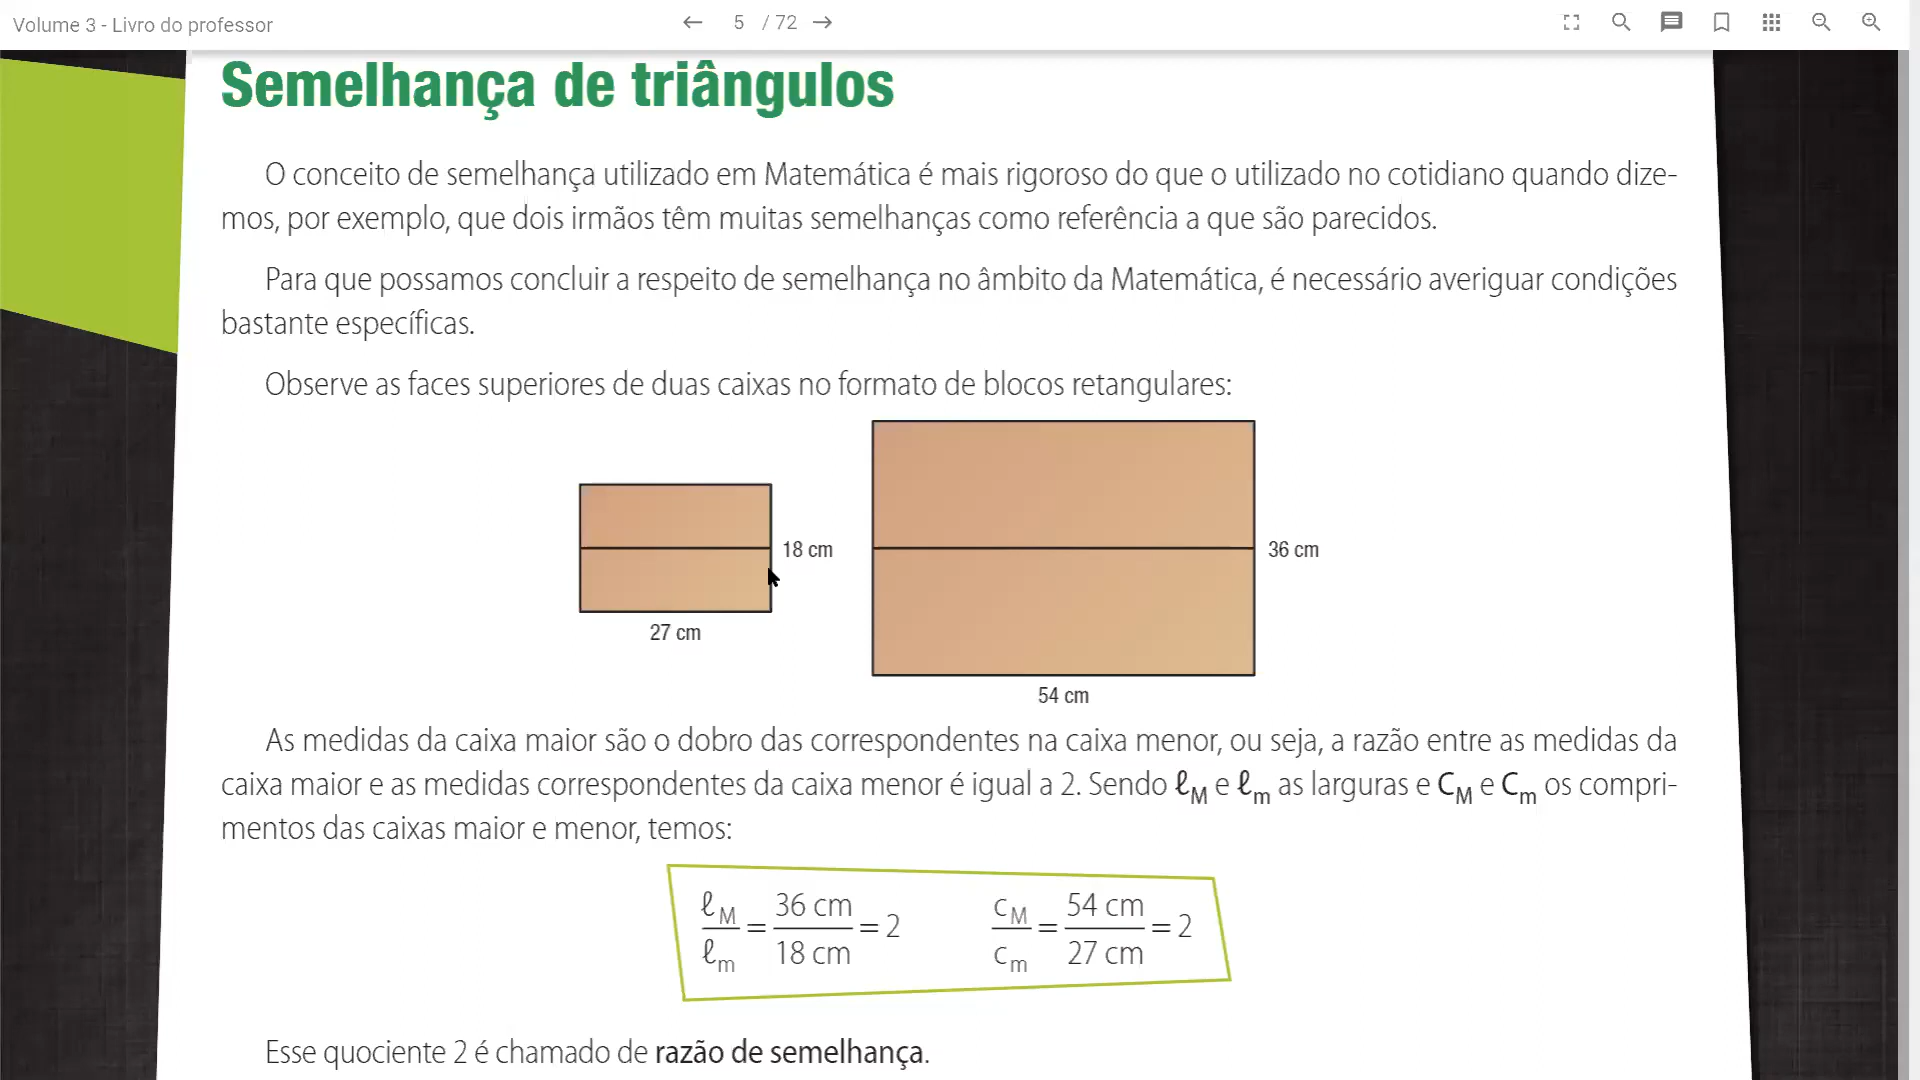 Volume 3 - Livro do professor
5 / 72
Semelhança de triângulos
O conceito de semelhança utilizado em Matemática é mais rigoroso do que o utilizado no cotidiano quando dize-
mos, por exemplo, que dois irmãos têm muitas semelhanças como referência a que são parecidos.
Para que possamos concluir a respeito de semelhança no âmbito da Matemática, é necessário averiguar condições
bastante específicas.
Observe as faces superiores de duas caixas no formato de blocos retangulares:
18 cm
36 cm
27 cm
54 cm
As medidas da caixa maior são o dobro das correspondentes na caixa menor, ou seja, a razão entre as medidas da
caixa maior e as medidas correspondentes da caixa menor é igual a 2. Sendo ℓM e ℓm as larguras e CM e Cm os compri-
mentos das caixas maior e menor, temos:
ℓM/ℓm = 36 cm/18 cm = 2 cM/cm = 54 cm/27 cm = 2
Esse quociente 2 é chamado de razão de semelhança.